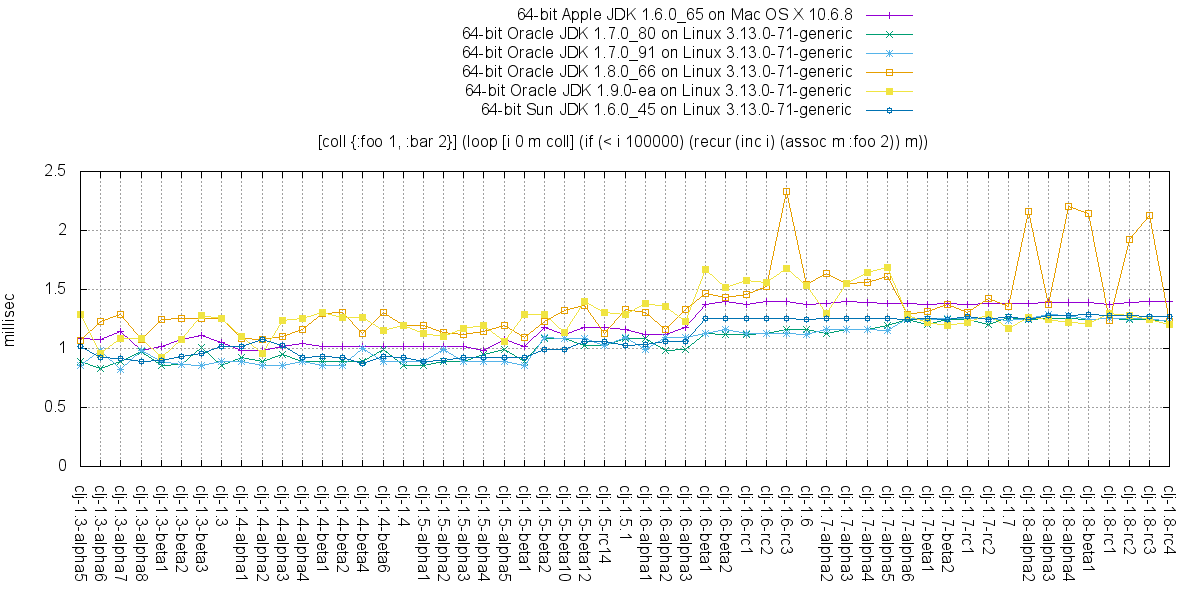 64-bit Apple JDK 1.6.0_65 on Mac OS X 10.6.8
64-bit Oracle JDK 1.7.0_80 on Linux 3.13.0-71-generic
64-bit Oracle JDK 1.7.0_91 on Linux 3.13.0-71-generic
64-bit Oracle JDK 1.8.0_66 on Linux 3.13.0-71-generic
64-bit Oracle JDK 1.9.0-ea on Linux 3.13.0-71-generic
64-bit Sun JDK 1.6.0_45 on Linux 3.13.0-71-generic
[coll {:foo 1, :bar 2}] (loop [i 0 m coll] (if (< i 100000) (recur (inc i) (assoc m :foo 2)) m))
millisec
2.5
2
1.5
1
0.5
0
clj-1.3-alpha5
clj-1.3-alpha6
clj-1.3-alpha7
clj-1.3-alpha8
clj-1.3-beta1
clj-1.3-beta2
clj-1.3-beta3
clj-1.3
clj-1.4-alpha1
clj-1.4-alpha2
clj-1.4-alpha3
clj-1.4-alpha4
clj-1.4-beta1
clj-1.4-beta2
clj-1.4-beta4
clj-1.4-beta6
clj-1.4
clj-1.5-alpha1
clj-1.5-alpha2
clj-1.5-alpha3
clj-1.5-alpha4
clj-1.5-alpha5
clj-1.5-beta1
clj-1.5-beta2
clj-1.5-beta10
clj-1.5-beta12
clj-1.5-rc14
clj-1.5.1
clj-1.6-alpha1
clj-1.6-alpha2
clj-1.6-alpha3
clj-1.6-beta1
clj-1.6-beta2
clj-1.6-rc1
clj-1.6-rc2
clj-1.6-rc3
clj-1.6
clj-1.7-alpha2
clj-1.7-alpha3
clj-1.7-alpha4
clj-1.7-alpha5
clj-1.7-alpha6
clj-1.7-beta1
clj-1.7-beta2
clj-1.7-rc1
clj-1.7-rc2
clj-1.7
clj-1.8-alpha2
clj-1.8-alpha3
clj-1.8-alpha4
clj-1.8-beta1
clj-1.8-rc1
clj-1.8-rc2
clj-1.8-rc3
clj-1.8-rc4